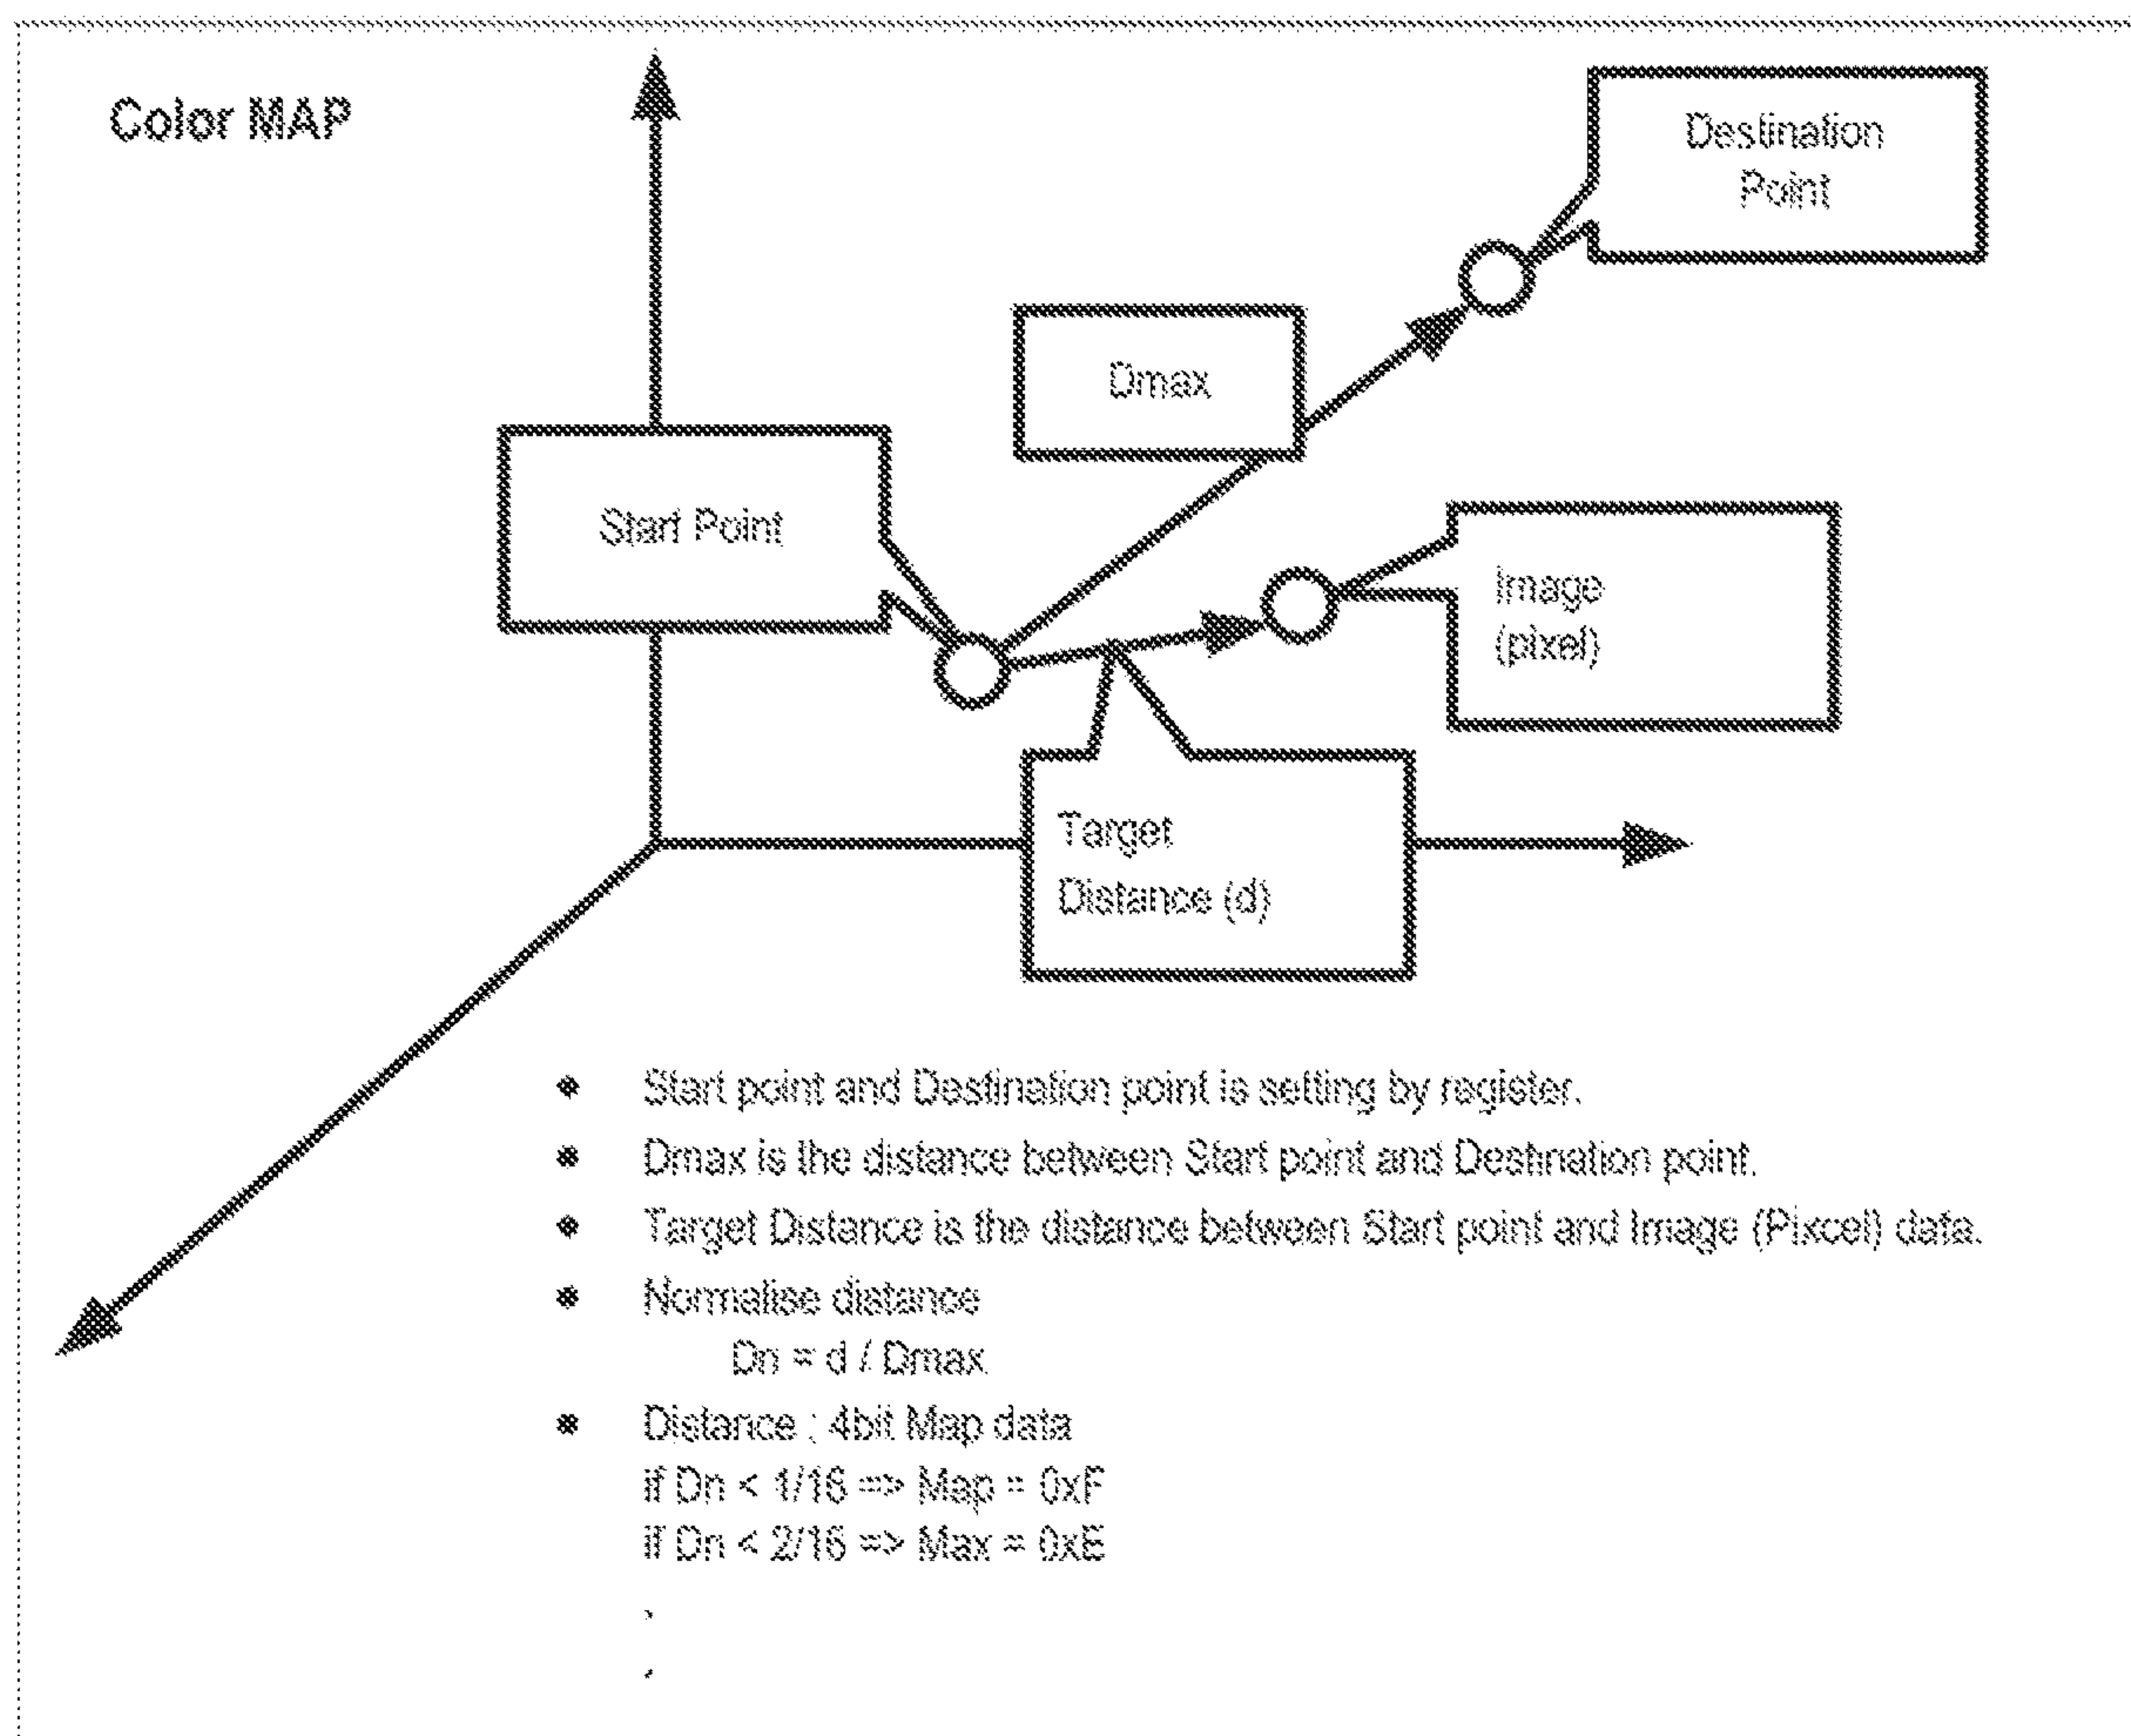 Color MAP
Destination
Point
Dmax
Start Point
Image
(pixel)
Target
Distance (d)
• Start point and Destination point is setting by register.
• Dmax is the distance between Start point and Destination point.
• Target Distance is the distance between Start point and Image (Pixcel) data.
• Normalise distance
Dn = d / Dmax
• Distance : 4bit Map data
if Dn < 1/16 => Map = 0xF
if Dn < 2/16 => Max = 0xE
: